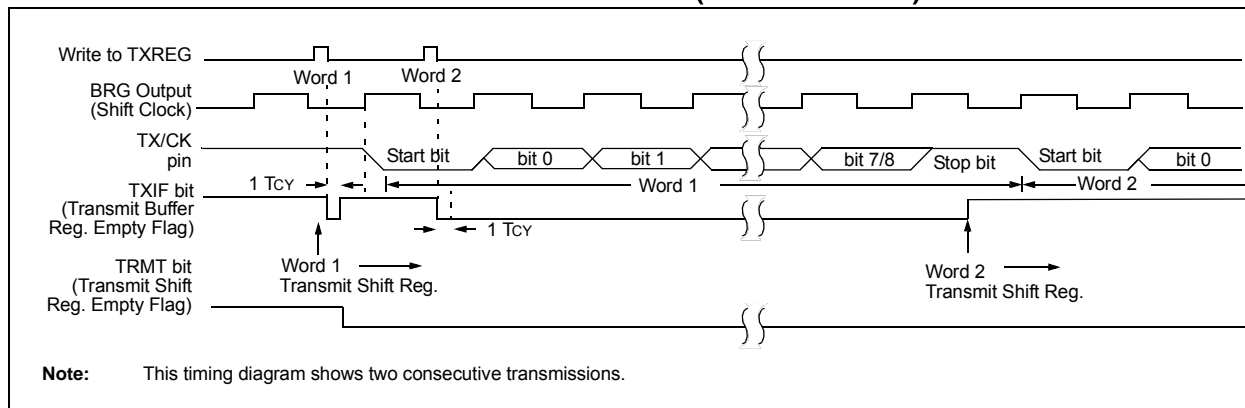 Write to TXREG
Word 1 Word 2
BRG Output
(Shift Clock)
TX/CK
pin
Start bit bit 0 bit 1 bit 7/8 Stop bit Start bit bit 0
1 TCY Word 1 Word 2
TXIF bit
(Transmit Buffer
Reg. Empty Flag)
1 TCY
Word 1
Transmit Shift Reg.
Word 2
Transmit Shift Reg.
TRMT bit
(Transmit Shift
Reg. Empty Flag)
Note: This timing diagram shows two consecutive transmissions.